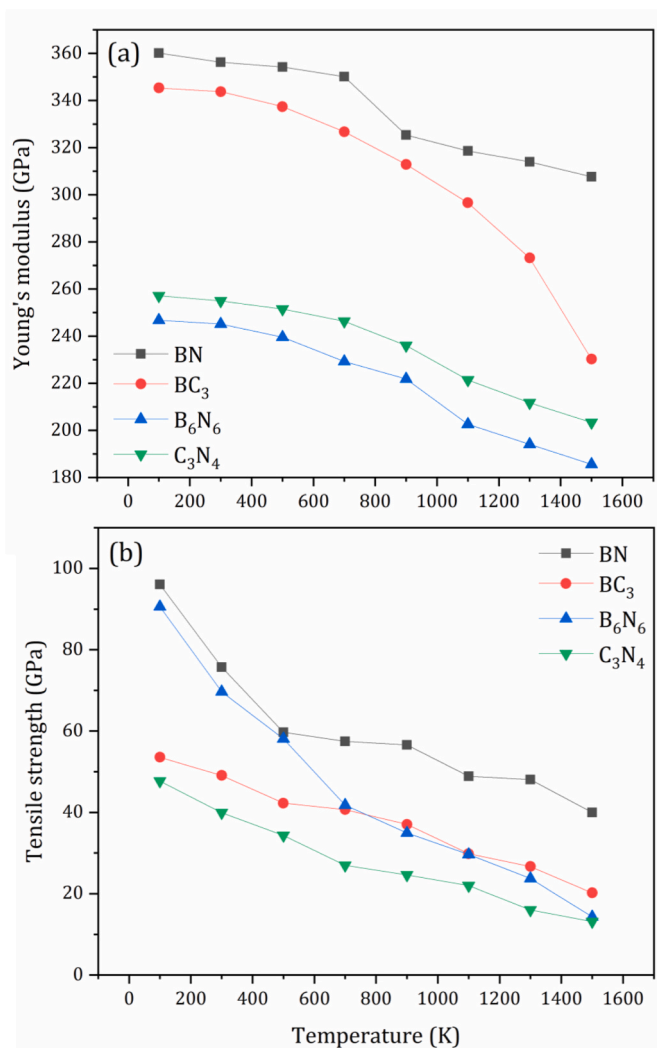 (a)
Young's modulus (GPa)
360
340
320
300
280
260
240
220
200
180
BN
BC₃
B₆N₆
C₃N₄
0 200 400 600 800 1000 1200 1400 1600
(b)
Tensile strength (GPa)
100
80
60
40
20
0
BN
BC₃
B₆N₆
C₃N₄
0 200 400 600 800 1000 1200 1400 1600
Temperature (K)